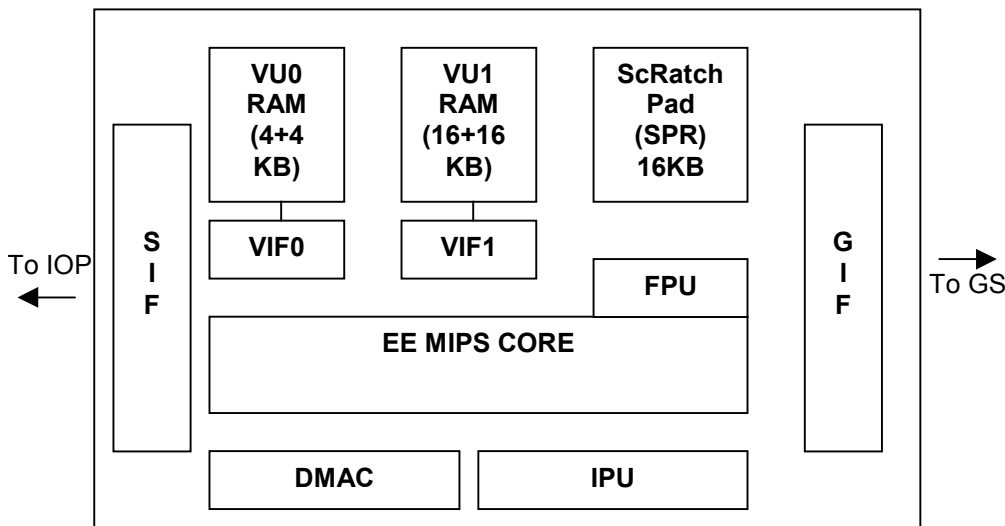 VU0
RAM
(4+4
KB)
VU1
RAM
(16+16
KB)
ScRatch
Pad
(SPR)
16KB
S
I
F
VIF0
VIF1
G
I
F
To IOP
To GS
FPU
EE MIPS CORE
DMAC
IPU